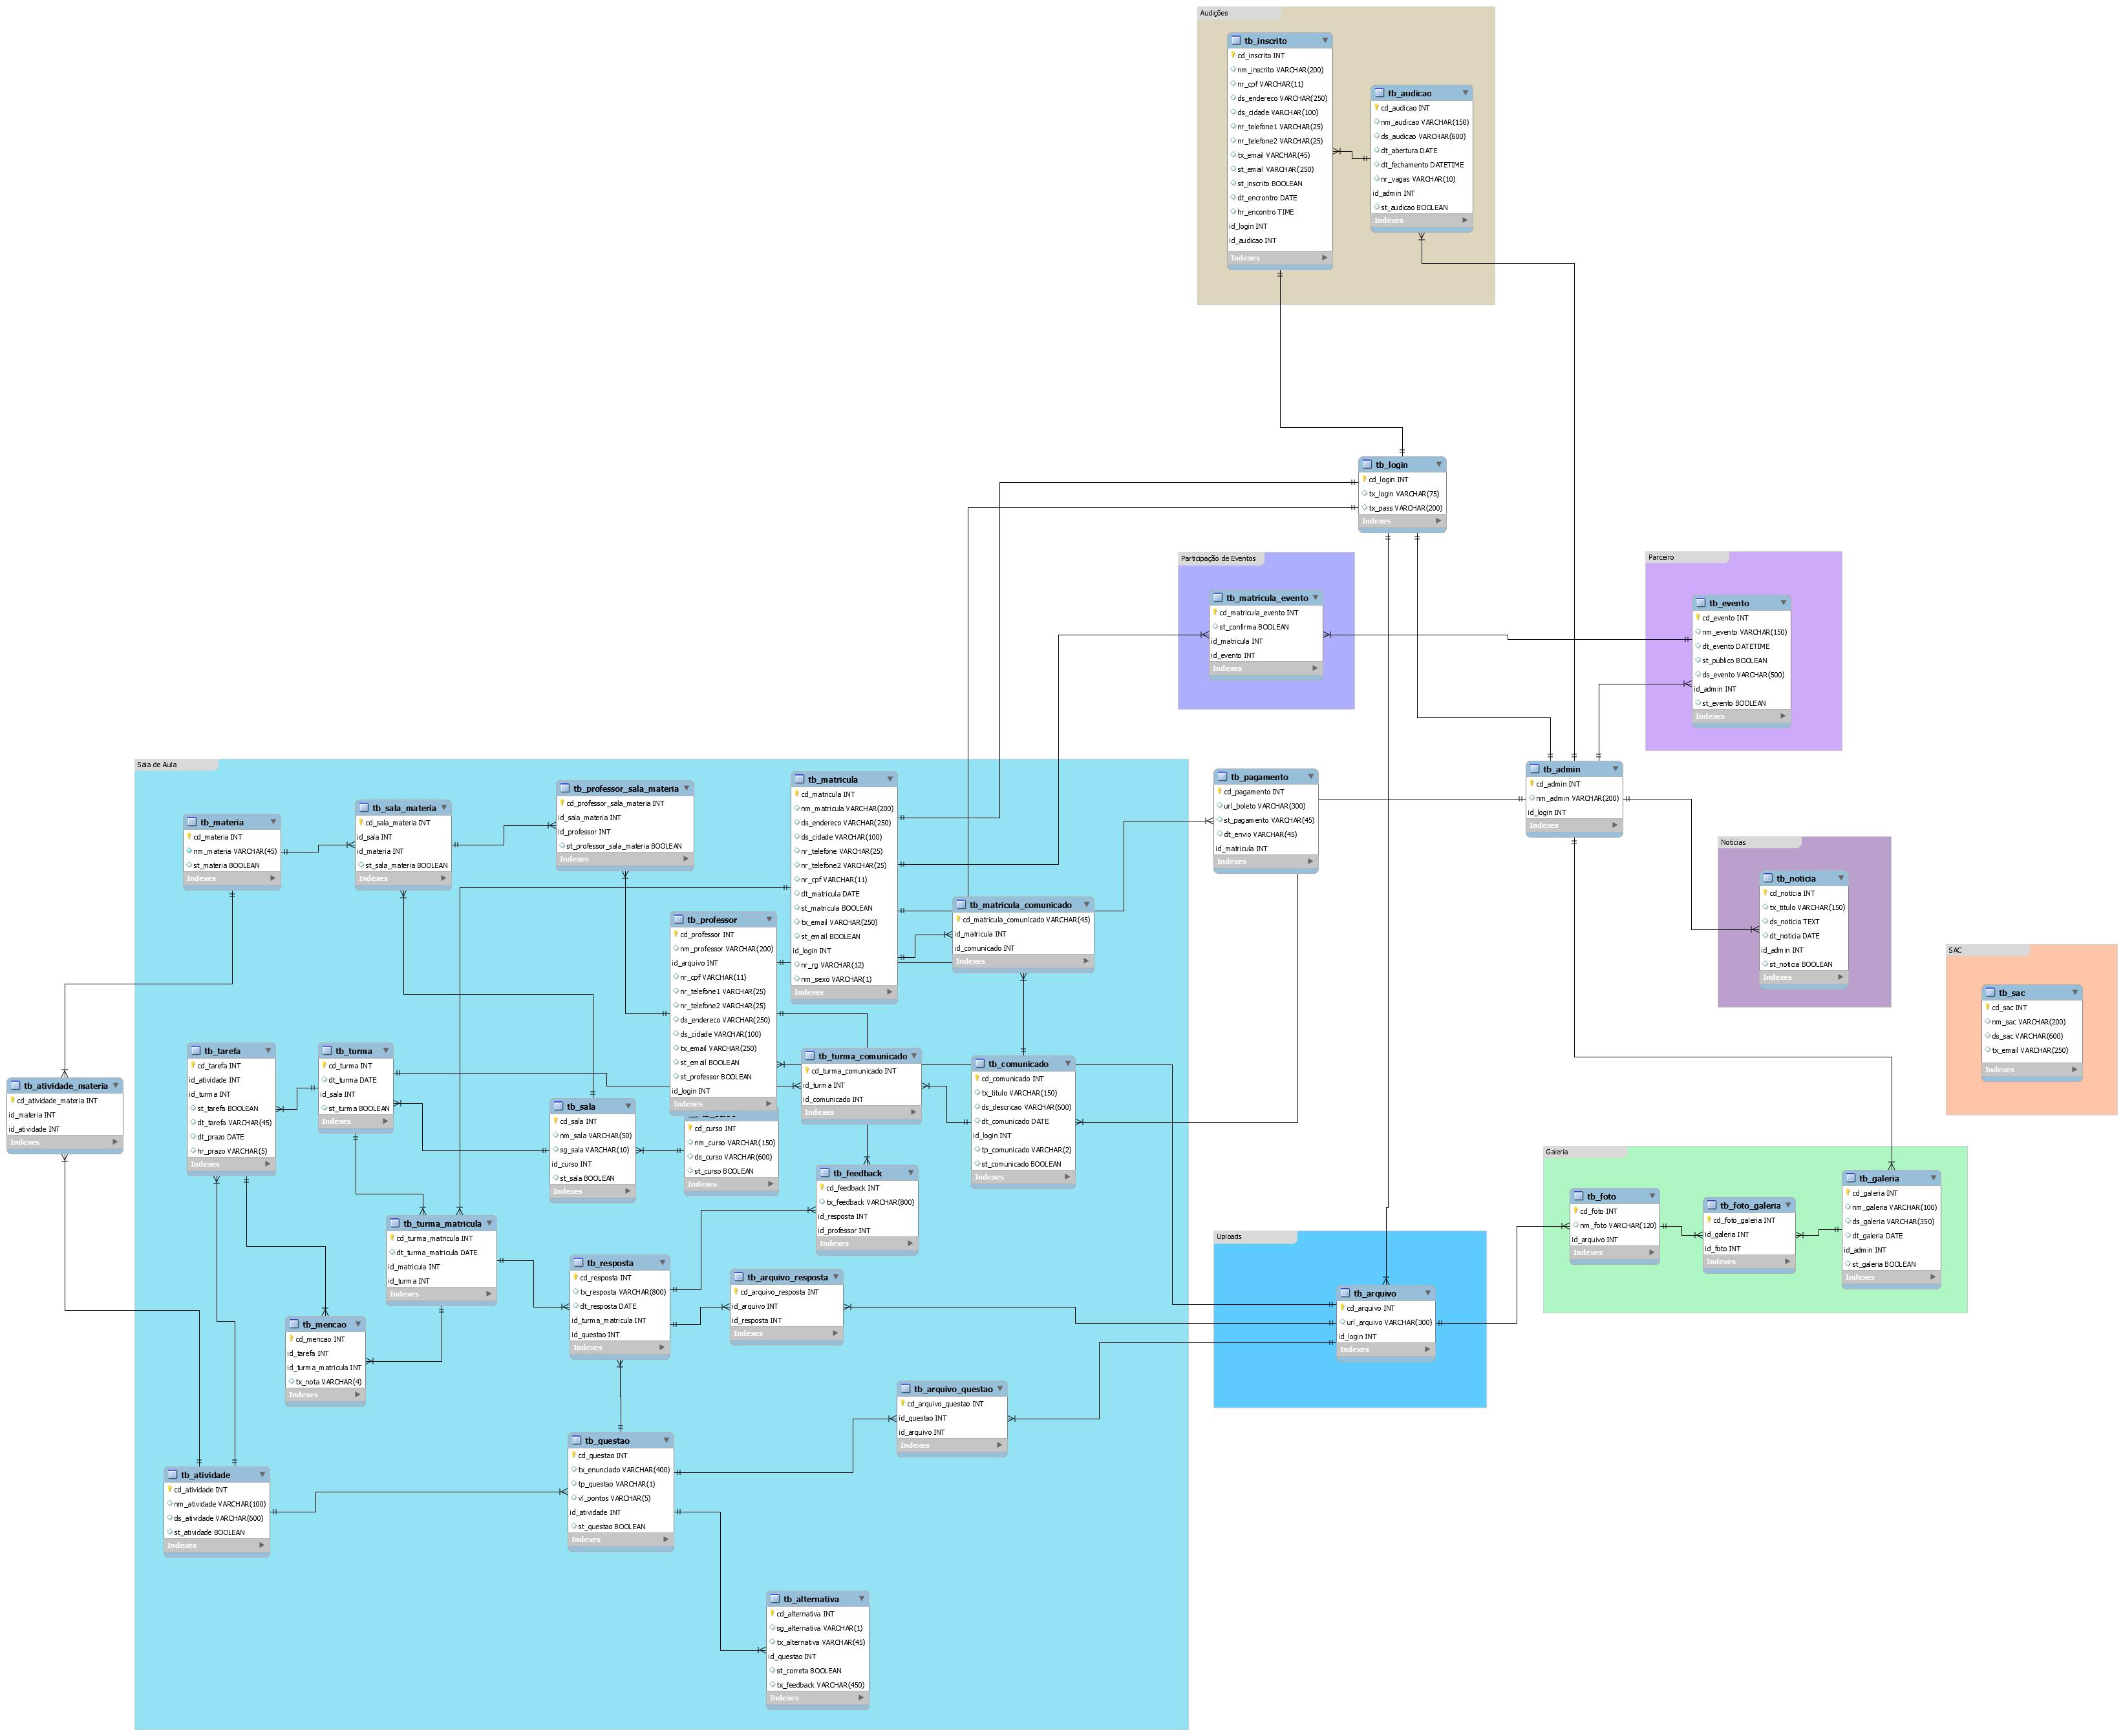 Audições
tb_inscrito
cd_inscrito INT
nm_inscrito VARCHAR(200)
nr_cpf VARCHAR(11)
ds_endereco VARCHAR(250)
ds_cidade VARCHAR(100)
nr_telefone1 VARCHAR(25)
nr_telefone2 VARCHAR(25)
tx_email VARCHAR(45)
st_email VARCHAR(250)
st_inscrito BOOLEAN
dt_encrontro DATE
hr_encontro TIME
id_login INT
id_audicao INT
Indexes
tb_audicao
cd_audicao INT
nm_audicao VARCHAR(150)
ds_audicao VARCHAR(600)
dt_abertura DATE
dt_fechamento DATETIME
nr_vagas VARCHAR(10)
id_admin INT
st_audicao BOOLEAN
Indexes
tb_login
cd_login INT
tx_login VARCHAR(75)
tx_pass VARCHAR(200)
Indexes
Participação de Eventos
tb_matricula_evento
cd_matricula_evento INT
st_confirma BOOLEAN
id_matricula INT
id_evento INT
Indexes
Parceiro
tb_evento
cd_evento INT
nm_evento VARCHAR(150)
dt_evento DATETIME
st_publico BOOLEAN
ds_evento VARCHAR(500)
id_admin INT
st_evento BOOLEAN
Indexes
Sala de Aula
tb_materia
cd_materia INT
nm_materia VARCHAR(45)
st_materia BOOLEAN
Indexes
tb_sala_materia
cd_sala_materia INT
id_sala INT
id_materia INT
st_sala_materia BOOLEAN
Indexes
tb_professor_sala_materia
cd_professor_sala_materia INT
id_sala_materia INT
id_professor INT
st_professor_sala_materia BOOLEAN
Indexes
tb_matricula
cd_matricula INT
nm_matricula VARCHAR(200)
ds_endereco VARCHAR(250)
ds_cidade VARCHAR(100)
nr_telefone VARCHAR(25)
nr_telefone2 VARCHAR(25)
nr_cpf VARCHAR(11)
dt_matricula DATE
st_matricula BOOLEAN
tx_email VARCHAR(250)
st_email BOOLEAN
id_login INT
nr_rg VARCHAR(12)
nm_sexo VARCHAR(1)
Indexes
tb_pagamento
cd_pagamento INT
url_boleto VARCHAR(300)
st_pagamento VARCHAR(45)
dt_envio VARCHAR(45)
id_matricula INT
Indexes
tb_admin
cd_admin INT
nm_admin VARCHAR(200)
id_login INT
Indexes
Noticias
tb_noticia
cd_noticia INT
tx_titulo VARCHAR(150)
ds_noticia TEXT
dt_noticia DATE
id_admin INT
st_noticia BOOLEAN
Indexes
SAC
tb_sac
cd_sac INT
nm_sac VARCHAR(200)
ds_sac VARCHAR(600)
tx_email VARCHAR(250)
Indexes
tb_professor
cd_professor INT
nm_professor VARCHAR(200)
id_arquivo INT
nr_cpf VARCHAR(11)
nr_telefone1 VARCHAR(25)
nr_telefone2 VARCHAR(25)
ds_endereco VARCHAR(250)
ds_cidade VARCHAR(100)
tx_email VARCHAR(250)
st_email BOOLEAN
st_professor BOOLEAN
id_login INT
Indexes
tb_matricula_comunicado
cd_matricula_comunicado VARCHAR(45)
id_matricula INT
id_comunicado INT
Indexes
tb_atividade_materia
cd_atividade_materia INT
id_materia INT
id_atividade INT
Indexes
tb_tarefa
cd_tarefa INT
id_atividade INT
id_turma INT
st_tarefa BOOLEAN
dt_tarefa VARCHAR(45)
dt_prazo DATE
hr_prazo VARCHAR(5)
Indexes
tb_turma
cd_turma INT
dt_turma DATE
id_sala INT
st_turma BOOLEAN
Indexes
tb_sala
cd_sala INT
nm_sala VARCHAR(50)
sg_sala VARCHAR(10)
id_curso INT
st_sala BOOLEAN
Indexes
cd_curso INT
nm_curso VARCHAR(150)
ds_curso VARCHAR(600)
st_curso BOOLEAN
Indexes
tb_turma_comunicado
cd_turma_comunicado INT
id_turma INT
id_comunicado INT
Indexes
tb_comunicado
cd_comunicado INT
tx_titulo VARCHAR(150)
ds_descricao VARCHAR(600)
dt_comunicado DATE
id_login INT
tp_comunicado VARCHAR(2)
st_comunicado BOOLEAN
Indexes
tb_feedback
cd_feedback INT
tx_feedback VARCHAR(800)
id_resposta INT
id_professor INT
Indexes
tb_turma_matricula
cd_turma_matricula INT
dt_turma_matricula DATE
id_matricula INT
id_turma INT
Indexes
tb_resposta
cd_resposta INT
tx_resposta VARCHAR(800)
dt_resposta DATE
id_turma_matricula INT
id_questao INT
Indexes
tb_arquivo_resposta
cd_arquivo_resposta INT
id_arquivo INT
id_resposta INT
Indexes
tb_mencao
cd_mencao INT
id_tarefa INT
id_turma_matricula INT
tx_nota VARCHAR(4)
Indexes
tb_arquivo_questao
cd_arquivo_questao INT
id_questao INT
id_arquivo INT
Indexes
tb_questao
cd_questao INT
tx_enunciado VARCHAR(400)
tp_questao VARCHAR(1)
vl_pontos VARCHAR(5)
id_atividade INT
st_questao BOOLEAN
Indexes
tb_atividade
cd_atividade INT
nm_atividade VARCHAR(100)
ds_atividade VARCHAR(600)
st_atividade BOOLEAN
Indexes
tb_alternativa
cd_alternativa INT
sg_alternativa VARCHAR(1)
tx_alternativa VARCHAR(45)
id_questao INT
st_correta BOOLEAN
tx_feedback VARCHAR(450)
Indexes
Uploads
tb_arquivo
cd_arquivo INT
url_arquivo VARCHAR(300)
id_login INT
Indexes
Galeria
tb_foto
cd_foto INT
nm_foto VARCHAR(120)
id_arquivo INT
Indexes
tb_foto_galeria
cd_foto_galeria INT
id_galeria INT
id_foto INT
Indexes
tb_galeria
cd_galeria INT
nm_galeria VARCHAR(100)
ds_galeria VARCHAR(350)
dt_galeria DATE
id_admin INT
st_galeria BOOLEAN
Indexes